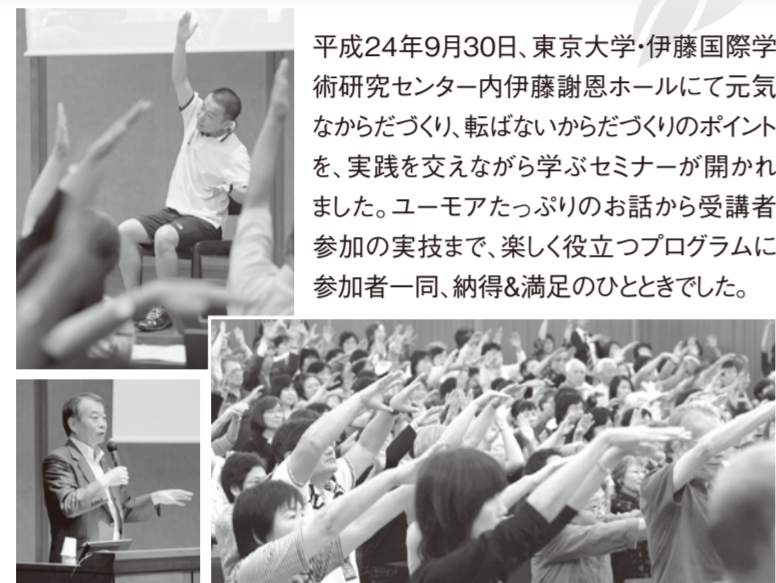 平成24年9月30日、東京大学・伊藤国際学
術研究センター内伊藤謝恩ホールにて元気
なからだづくり、転ばないからだづくりのポイント
を、実践を交えながら学ぶセミナーが開かれ
ました。ユーモアたっぷりのお話から受講者
参加の実技まで、楽しく役立つプログラムに
参加者一同、納得&満足のひとときでした。